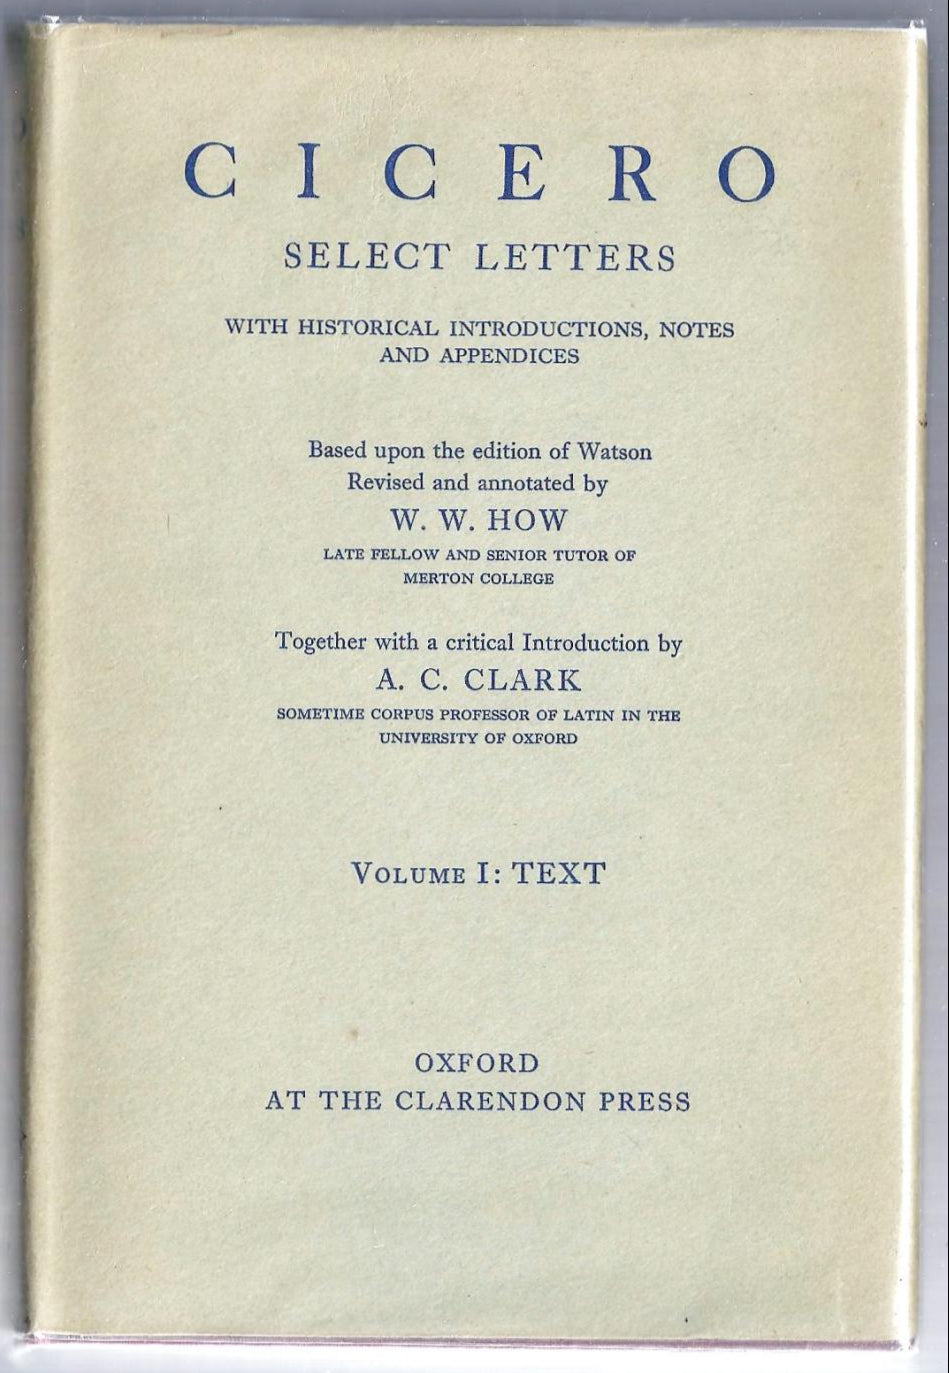 CICERO
SELECT LETTERS
WITH HISTORICAL INTRODUCTIONS, NOTES
AND APPENDICES
Based upon the edition of Watson
Revised and annotated by
W. W. HOW
LATE FELLOW AND SENIOR TUTOR OF
MERTON COLLEGE
Together with a critical Introduction by
A. C. CLARK
SOMETIME CORPUS PROFESSOR OF LATIN IN THE
UNIVERSITY OF OXFORD
VOLUME I: TEXT
OXFORD
AT THE CLARENDON PRESS